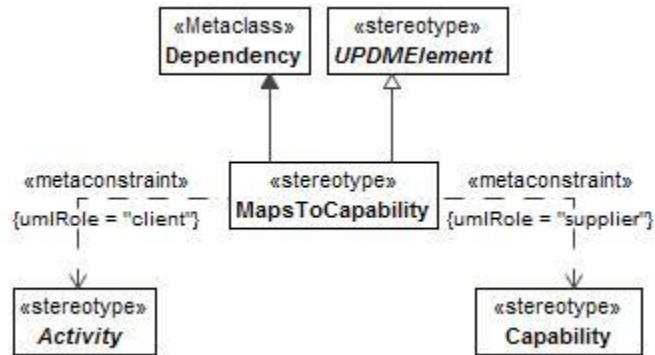 «Metaclass»
Dependency
«stereotype»
UPDMElement
«metaconstraint»
{umlRole = "client"}
«stereotype»
MapsToCapability
«metaconstraint»
{umlRole = "supplier"}
«stereotype»
Activity
«stereotype»
Capability